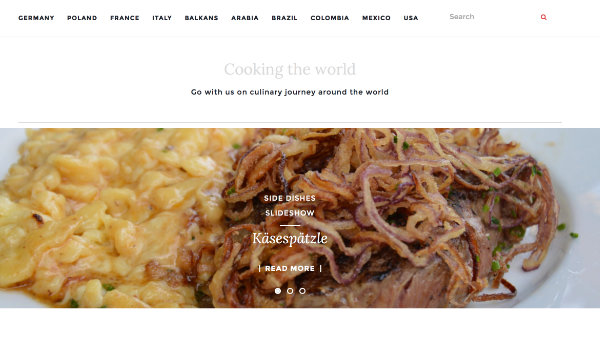 GERMANY POLAND FRANCE ITALY BALKANS ARABIA BRAZIL COLOMBIA MEXICO USA Search
Cooking the world
Go with us on culinary journey around the world
SIDE DISHES
SLIDESHOW
Käsespätzle
| READ MORE |